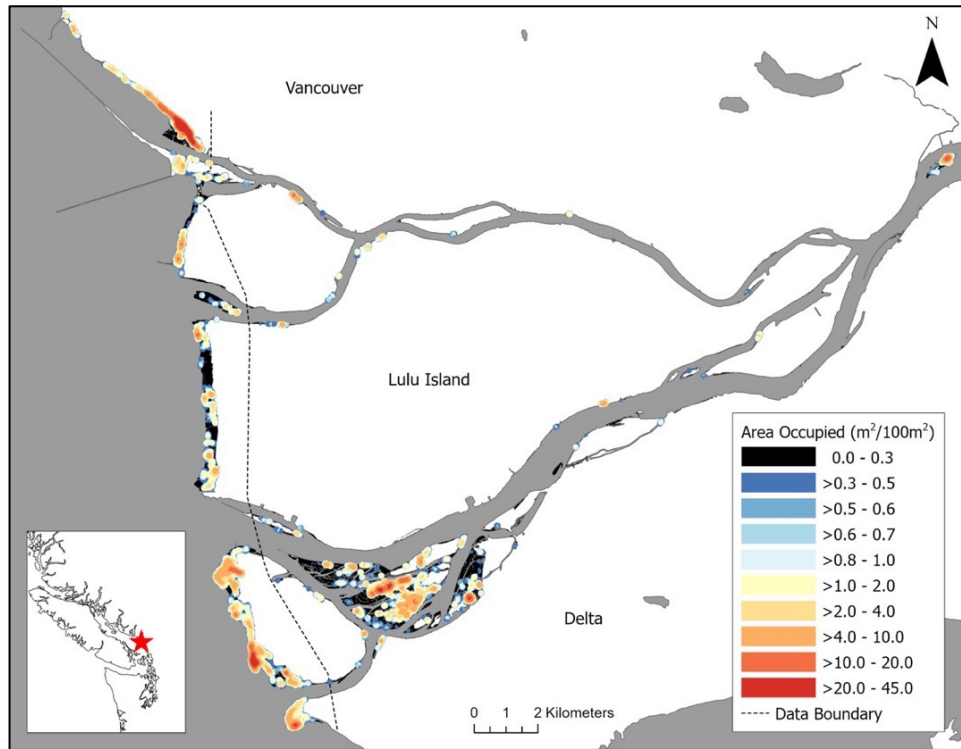 N
Vancouver
Lulu Island
Delta
Area Occupied (m²/100m²)
0.0 - 0.3
>0.3 - 0.5
>0.5 - 0.6
>0.6 - 0.7
>0.8 - 1.0
>1.0 - 2.0
>2.0 - 4.0
>4.0 - 10.0
>10.0 - 20.0
>20.0 - 45.0
Data Boundary
0 1 2 Kilometers